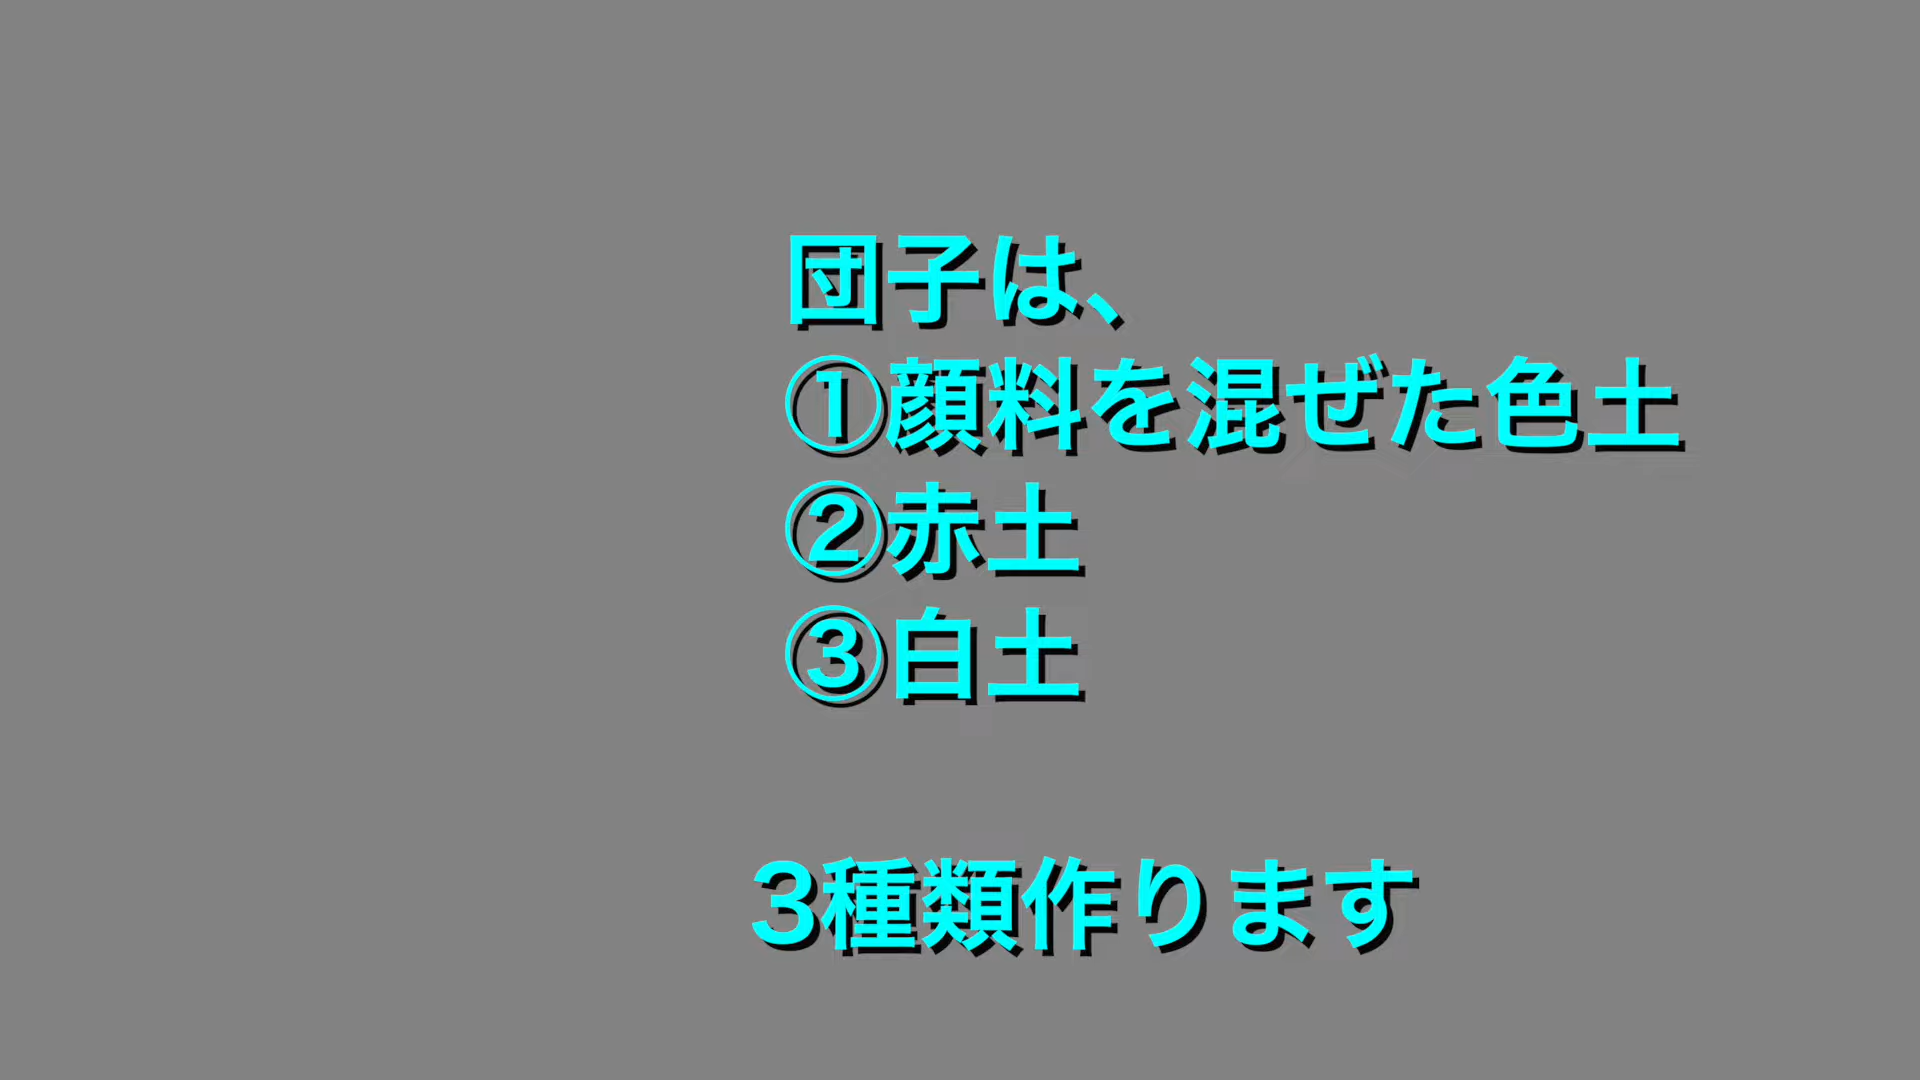 団子は、
①顔料を混ぜた色土
②赤土
③白土
3種類作ります